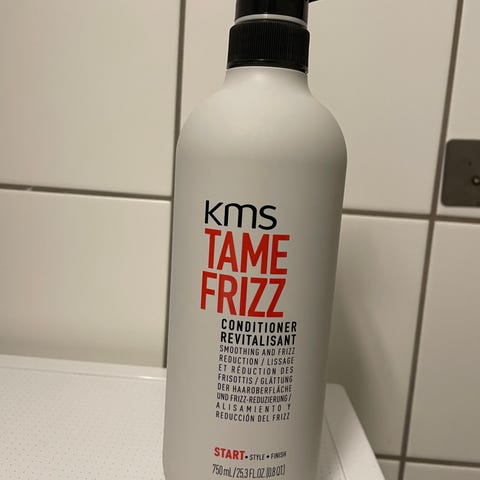 kms
TAME
FRIZZ
CONDITIONER
REVITALISANT
SMOOTHING AND FRIZZ
REDUCTION / LISSAGE
ET RÉDUCTION DES
FRISOTTIS / GLÄTTUNG
DER HAAROBERFLÄCHE
UND FRIZZ-REDUZIERUNG /
ALISAMIENTO Y
REDUCCIÓN DEL FRIZZ
START • STYLE • FINISH
750 mL / 25.3 FL.OZ. (0.8 QT.)